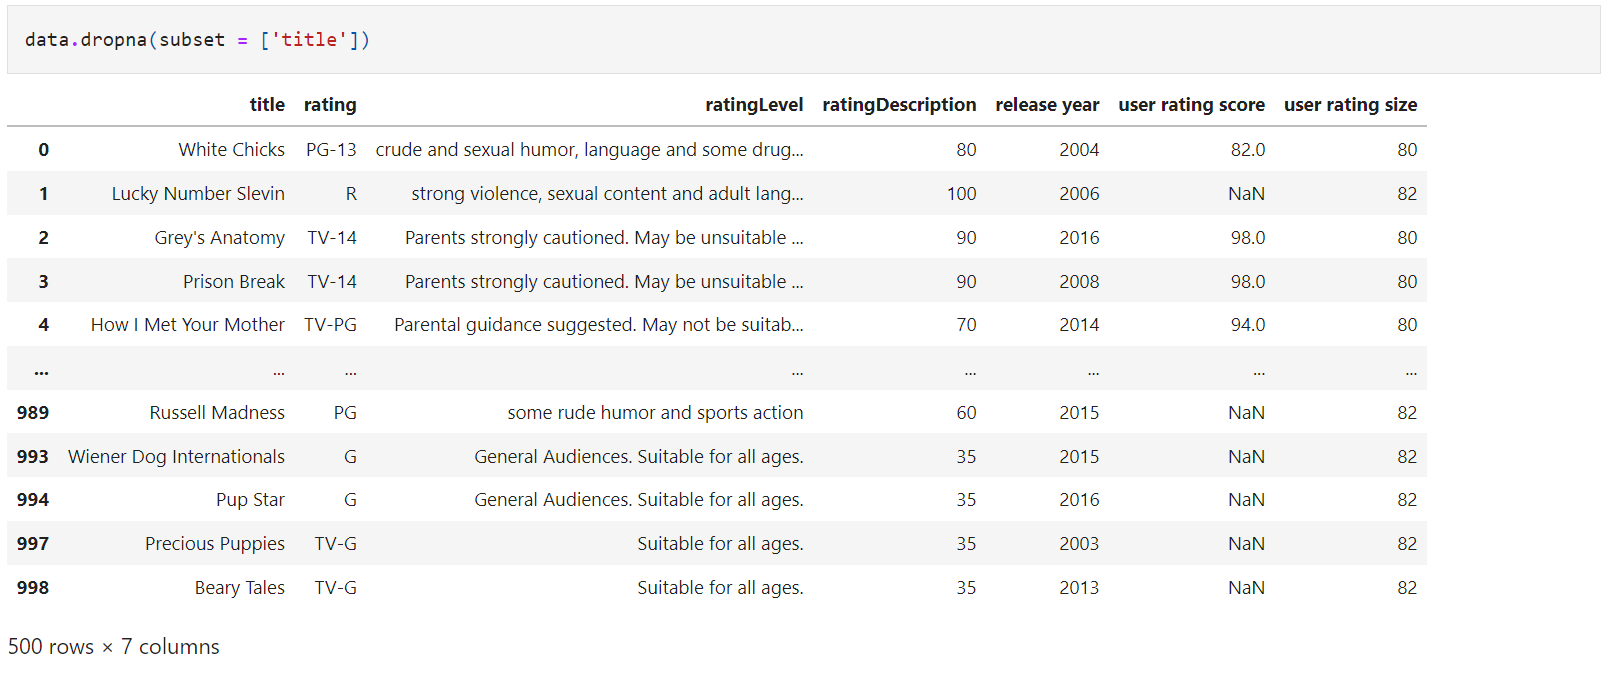 data.dropna(subset = ['title'])
title rating ratingLevel ratingDescription release year user rating score user rating size
0 White Chicks PG-13 crude and sexual humor, language and some drug... 80 2004 82.0 80
1 Lucky Number Slevin R strong violence, sexual content and adult lang... 100 2006 NaN 82
2 Grey's Anatomy TV-14 Parents strongly cautioned. May be unsuitable ... 90 2016 98.0 80
3 Prison Break TV-14 Parents strongly cautioned. May be unsuitable ... 90 2008 98.0 80
4 How I Met Your Mother TV-PG Parental guidance suggested. May not be suitab... 70 2014 94.0 80
... ... ... ... ... ... ... ...
989 Russell Madness PG some rude humor and sports action 60 2015 NaN 82
993 Wiener Dog Internationals G General Audiences. Suitable for all ages. 35 2015 NaN 82
994 Pup Star G General Audiences. Suitable for all ages. 35 2016 NaN 82
997 Precious Puppies TV-G Suitable for all ages. 35 2003 NaN 82
998 Beary Tales TV-G Suitable for all ages. 35 2013 NaN 82
500 rows × 7 columns